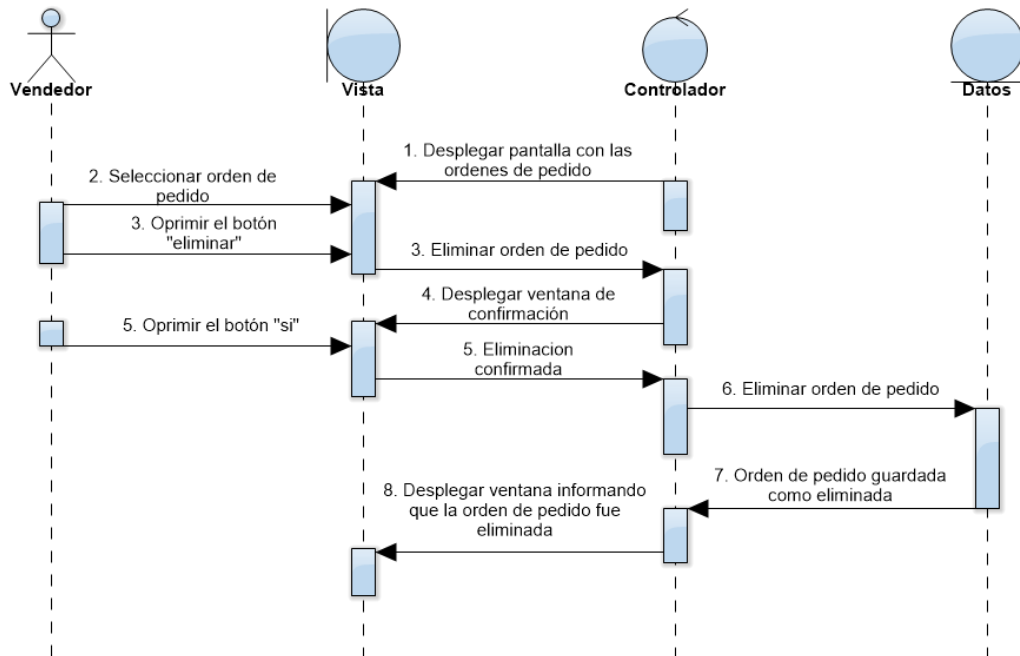 Vendedor
Vista
Controlador
Datos
1. Desplegar pantalla con las
ordenes de pedido
2. Seleccionar orden de
pedido
3. Oprimir el botón
"eliminar"
3. Eliminar orden de pedido
4. Desplegar ventana de
confirmación
5. Oprimir el botón "si"
5. Eliminacion
confirmada
6. Eliminar orden de pedido
7. Orden de pedido guardada
como eliminada
8. Desplegar ventana informando
que la orden de pedido fue
eliminada